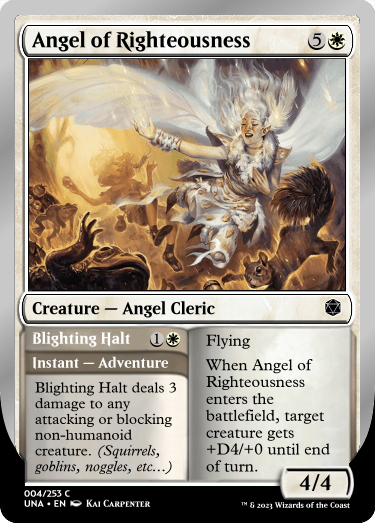 Angel of Righteousness 5
Creature — Angel Cleric
Blighting Halt 1
Instant — Adventure
Blighting Halt deals 3
damage to any
attacking or blocking
non-humanoid
creature. (Squirrels,
goblins, noggles, etc…)
Flying
When Angel of
Righteousness
enters the
battlefield, target
creature gets
+D4/+0 until end
of turn.
4/4
004/253 C
UNA • EN Kai Carpenter
™ & 2023 Wizards of the Coast